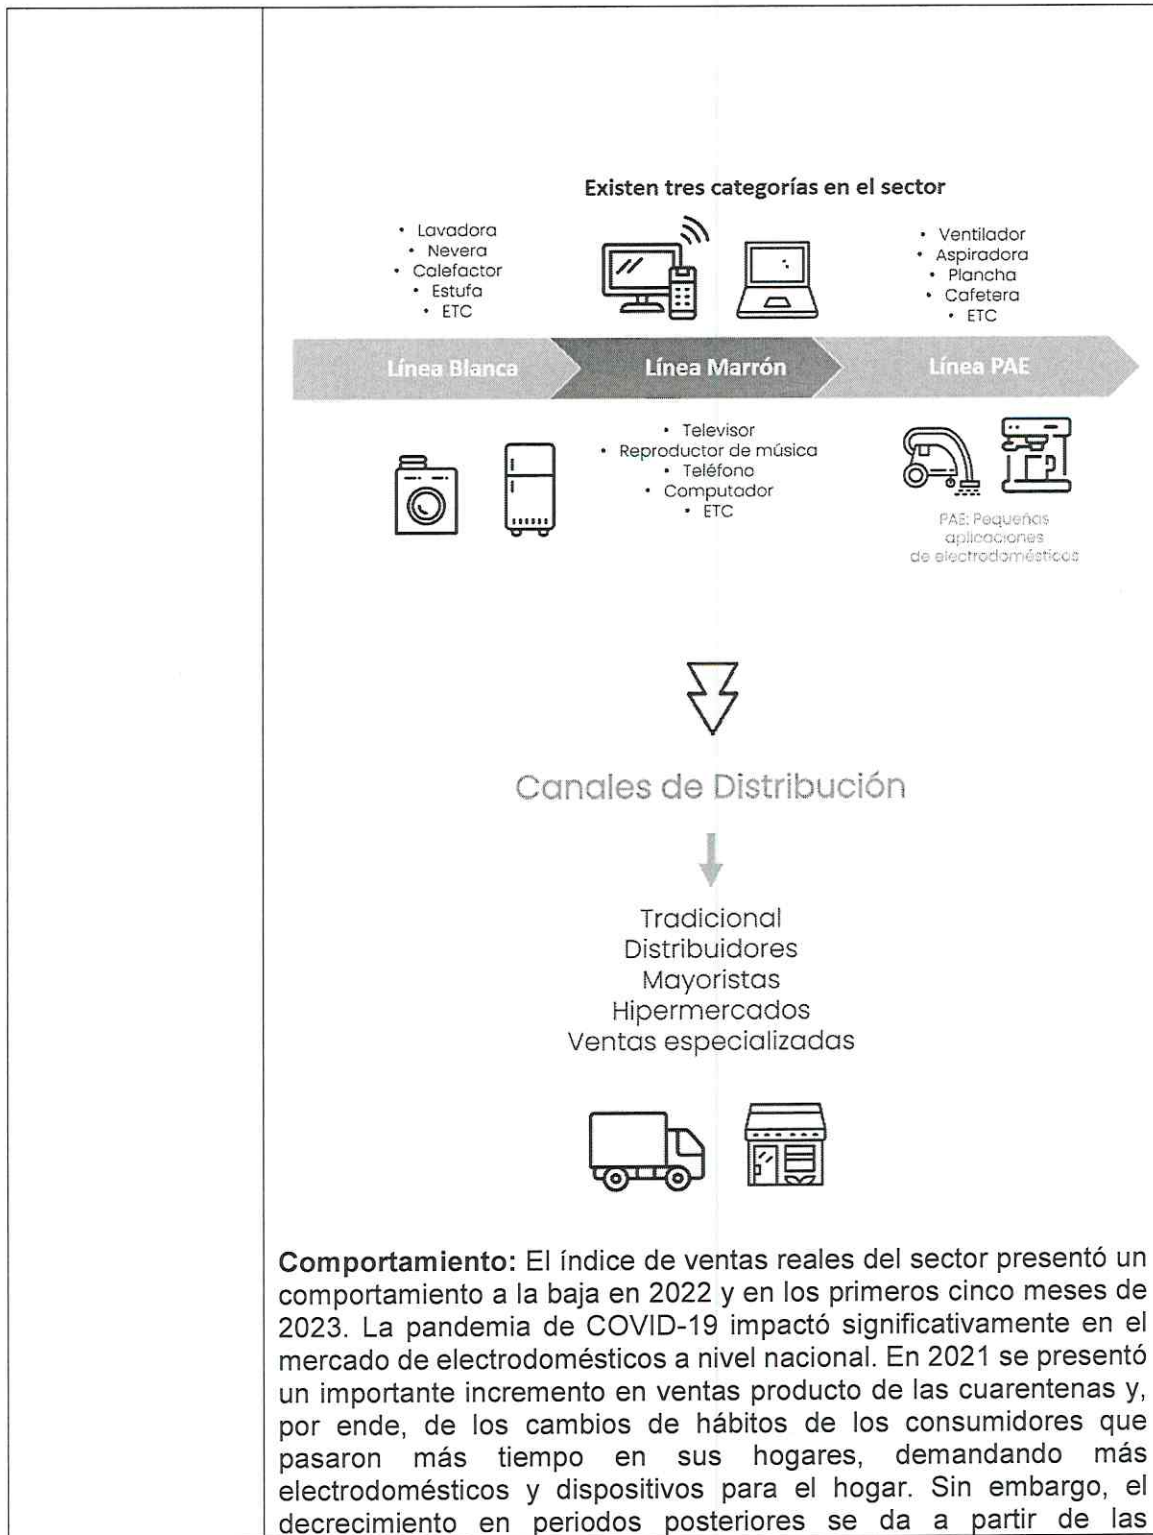 Existen tres categorías en el sector
• Lavadora
• Nevera
• Calefactor
• Estufa
• ETC
• Ventilador
• Aspiradora
• Plancha
• Cafetera
• ETC
Línea Blanca
Línea Marrón
Línea PAE
• Televisor
• Reproductor de música
• Teléfono
• Computador
• ETC
PAE: Pequeñas
aplicaciones
de electrodomésticos
Canales de Distribución
Tradicional
Distribuidores
Mayoristas
Hipermercados
Ventas especializadas
Comportamiento: El índice de ventas reales del sector presentó un
comportamiento a la baja en 2022 y en los primeros cinco meses de
2023. La pandemia de COVID-19 impactó significativamente en el
mercado de electrodomésticos a nivel nacional. En 2021 se presentó
un importante incremento en ventas producto de las cuarentenas y,
por ende, de los cambios de hábitos de los consumidores que
pasaron más tiempo en sus hogares, demandando más
electrodomésticos y dispositivos para el hogar. Sin embargo, el
decrecimiento en periodos posteriores se da a partir de las